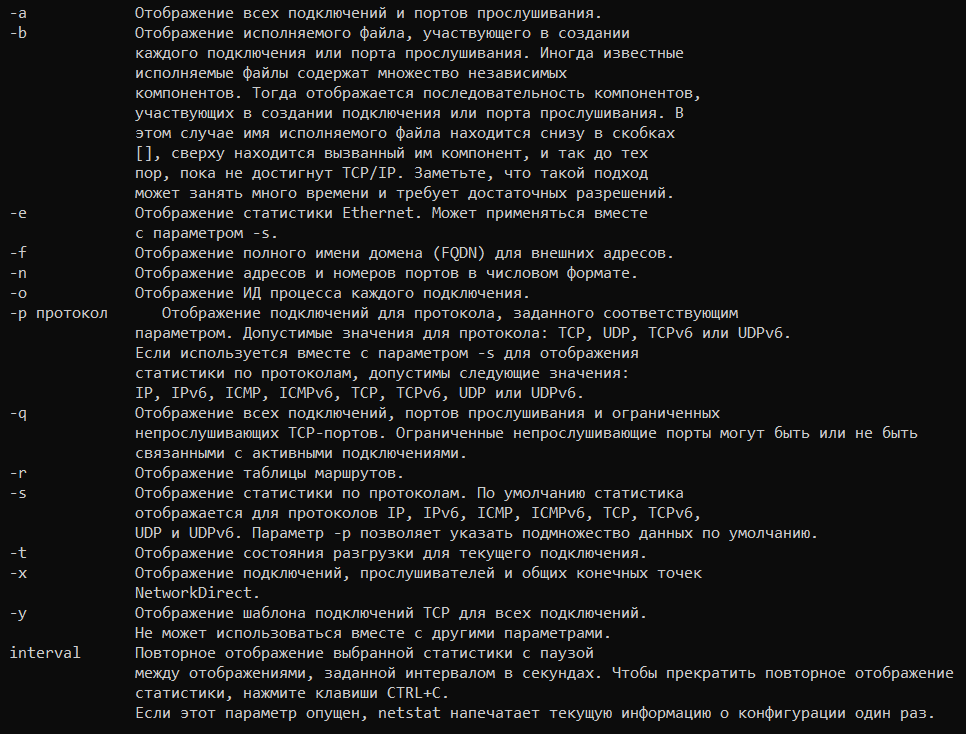 -a Отображение всех подключений и портов прослушивания.
-b Отображение исполняемого файла, участвующего в создании
каждого подключения или порта прослушивания. Иногда известные
исполняемые файлы содержат множество независимых
компонентов. Тогда отображается последовательность компонентов,
участвующих в создании подключения или порта прослушивания. В
этом случае имя исполняемого файла находится снизу в скобках
[], сверху находится вызванный им компонент, и так до тех
пор, пока не достигнут TCP/IP. Заметьте, что такой подход
может занять много времени и требует достаточных разрешений.
-e Отображение статистики Ethernet. Может применяться вместе
с параметром -s.
-f Отображение полного имени домена (FQDN) для внешних адресов.
-n Отображение адресов и номеров портов в числовом формате.
-o Отображение ИД процесса каждого подключения.
-p протокол Отображение подключений для протокола, заданного соответствующим
параметром. Допустимые значения для протокола: TCP, UDP, TCPv6 или UDPv6.
Если используется вместе с параметром -s для отображения
статистики по протоколам, допустимы следующие значения:
IP, IPv6, ICMP, ICMPv6, TCP, TCPv6, UDP или UDPv6.
-q Отображение всех подключений, портов прослушивания и ограниченных
непрослушивающих TCP-портов. Ограниченные непрослушивающие порты могут быть или не быть
связанными с активными подключениями.
-r Отображение таблицы маршрутов.
-s Отображение статистики по протоколам. По умолчанию статистика
отображается для протоколов IP, IPv6, ICMP, ICMPv6, TCP, TCPv6,
UDP и UDPv6. Параметр -p позволяет указать подмножество данных по умолчанию.
-t Отображение состояния разгрузки для текущего подключения.
-x Отображение подключений, прослушивателей и общих конечных точек
NetworkDirect.
-y Отображение шаблона подключений TCP для всех подключений.
Не может использоваться вместе с другими параметрами.
interval Повторное отображение выбранной статистики с паузой
между отображениями, заданной интервалом в секундах. Чтобы прекратить повторное отображение
статистики, нажмите клавиши CTRL+C.
Если этот параметр опущен, netstat напечатает текущую информацию о конфигурации один раз.